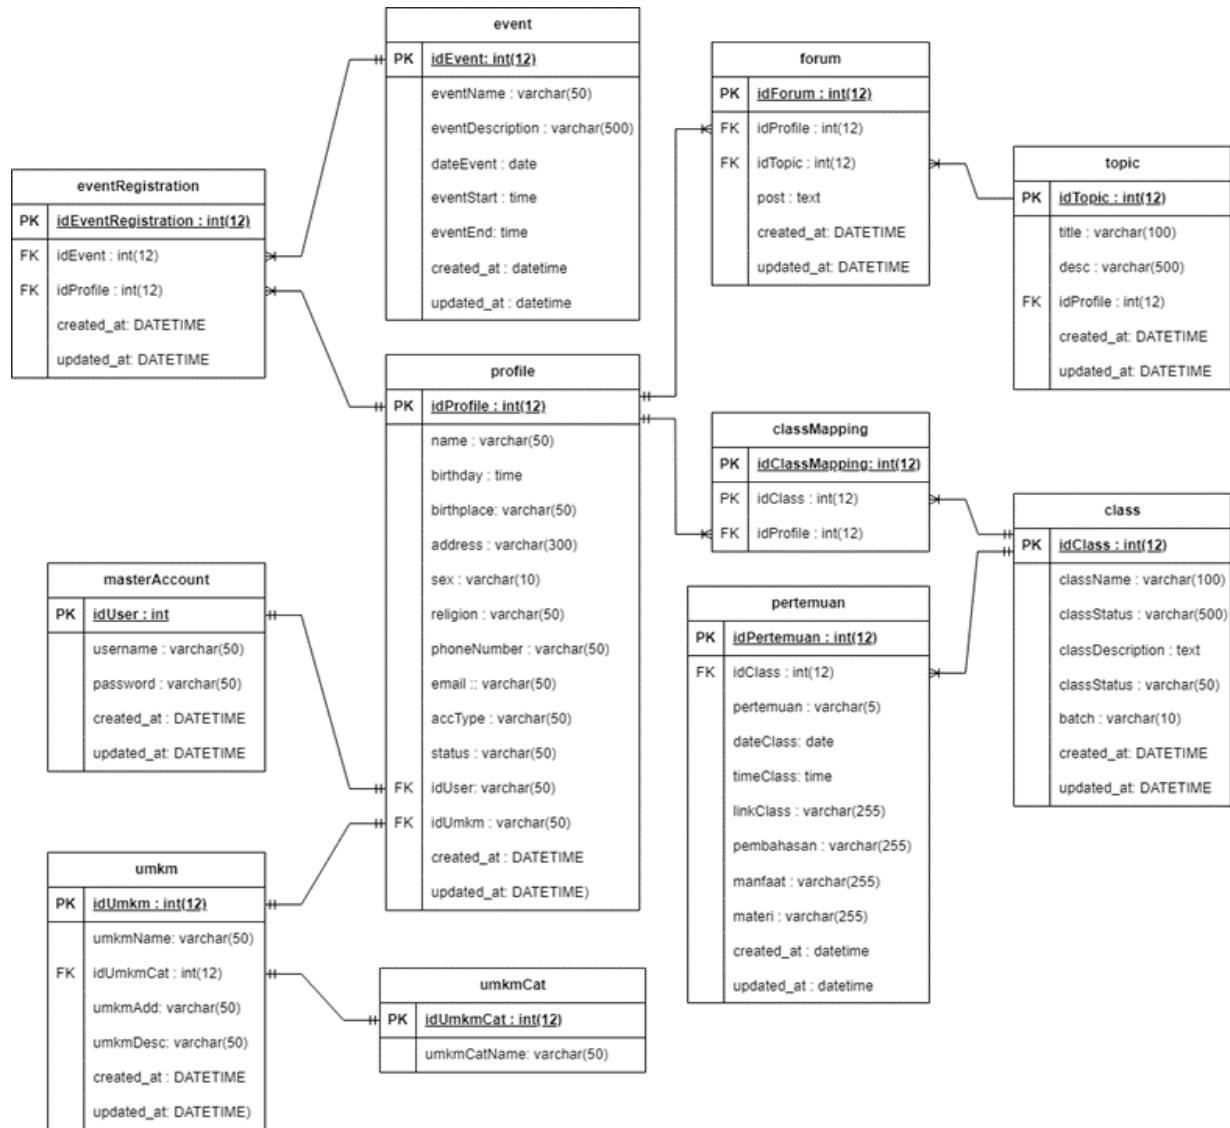 event
PK idEvent: int(12)
eventName : varchar(50)
eventDescription : varchar(500)
dateEvent : date
eventStart : time
eventEnd: time
created_at : datetime
updated_at : datetime
forum
PK idForum : int(12)
FK idProfile : int(12)
FK idTopic : int(12)
post : text
created_at: DATETIME
updated_at: DATETIME
topic
PK idTopic : int(12)
title : varchar(100)
desc : varchar(500)
FK idProfile : int(12)
created_at: DATETIME
updated_at: DATETIME
eventRegistration
PK idEventRegistration : int(12)
FK idEvent : int(12)
FK idProfile : int(12)
created_at: DATETIME
updated_at: DATETIME
profile
PK idProfile : int(12)
name : varchar(50)
birthday : time
birthplace: varchar(50)
address : varchar(300)
sex : varchar(10)
religion : varchar(50)
phoneNumber : varchar(50)
email :: varchar(50)
accType : varchar(50)
status : varchar(50)
FK idUser: varchar(50)
FK idUmkm : varchar(50)
created_at: DATETIME
updated_at: DATETIME)
classMapping
PK idClassMapping: int(12)
PK idClass : int(12)
FK idProfile : int(12)
class
PK idClass : int(12)
className : varchar(100)
classStatus : varchar(500)
classDescription : text
classStatus : varchar(50)
batch : varchar(10)
created_at: DATETIME
updated_at: DATETIME
masterAccount
PK idUser : int
username : varchar(50)
password : varchar(50)
created_at : DATETIME
updated_at: DATETIME
pertemuan
PK idPertemuan : int(12)
FK idClass : int(12)
pertemuan : varchar(5)
dateClass: date
timeClass: time
linkClass : varchar(255)
pembahasan : varchar(255)
manfaat : varchar(255)
materi : varchar(255)
created_at : datetime
updated_at : datetime
umkm
PK idUmkm : int(12)
umkmName: varchar(50)
FK idUmkmCat : int(12)
umkmAdd: varchar(50)
umkmDesc: varchar(50)
created_at : DATETIME
updated_at: DATETIME)
umkmCat
PK idUmkmCat : int(12)
umkmCatName: varchar(50)